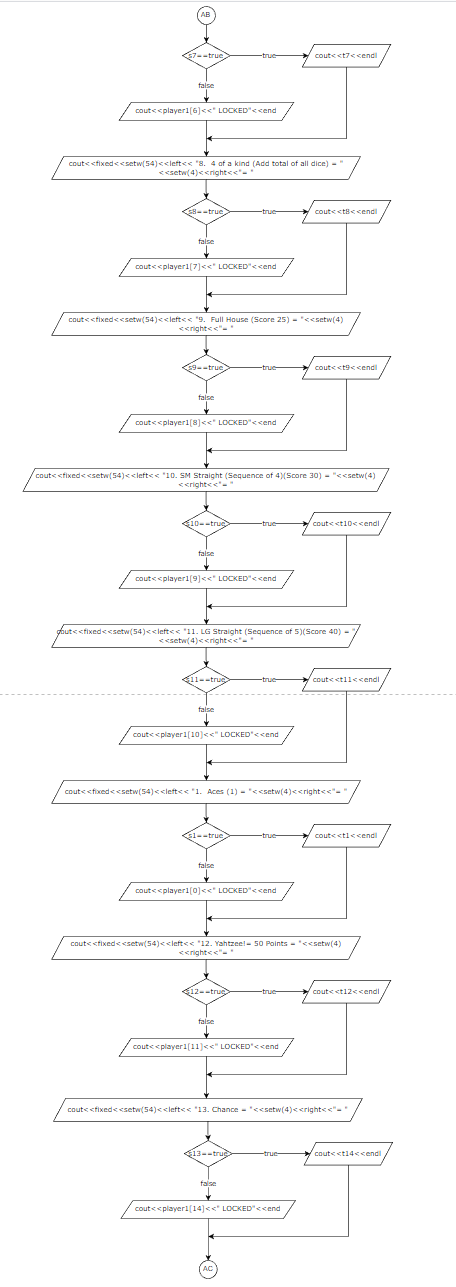 AB
s7==true
true
cout<<t7<<endl
false
cout<<player1[6]<<" LOCKED"<<end
cout<<fixed<<setw(54)<<left<< "8.  4 of a kind (Add total of all dice) = "
<<setw(4)<<right<<"= "
s8==true
true
cout<<t8<<endl
false
cout<<player1[7]<<" LOCKED"<<end
cout<<fixed<<setw(54)<<left<< "9.  Full House (Score 25) = "<<setw(4)
<<right<<"= "
s9==true
true
cout<<t9<<endl
false
cout<<player1[8]<<" LOCKED"<<end
cout<<fixed<<setw(54)<<left<< "10. SM Straight (Sequence of 4)(Score 30) = "<<setw(4)
<<right<<"= "
s10==true
true
cout<<t10<<endl
false
cout<<player1[9]<<" LOCKED"<<end
cout<<fixed<<setw(54)<<left<< "11. LG Straight (Sequence of 5)(Score 40) = "
<<setw(4)<<right<<"= "
s11==true
true
cout<<t11<<endl
false
cout<<player1[10]<<" LOCKED"<<end
cout<<fixed<<setw(54)<<left<< "1.  Aces (1) = "<<setw(4)<<right<<"= "
s1==true
true
cout<<t1<<endl
false
cout<<player1[0]<<" LOCKED"<<end
cout<<fixed<<setw(54)<<left<< "12. Yahtzee!= 50 Points = "<<setw(4)
<<right<<"= "
s12==true
true
cout<<t12<<endl
false
cout<<player1[11]<<" LOCKED"<<end
cout<<fixed<<setw(54)<<left<< "13. Chance = "<<setw(4)<<right<<"= "
s13==true
true
cout<<t14<<endl
false
cout<<player1[14]<<" LOCKED"<<end
AC